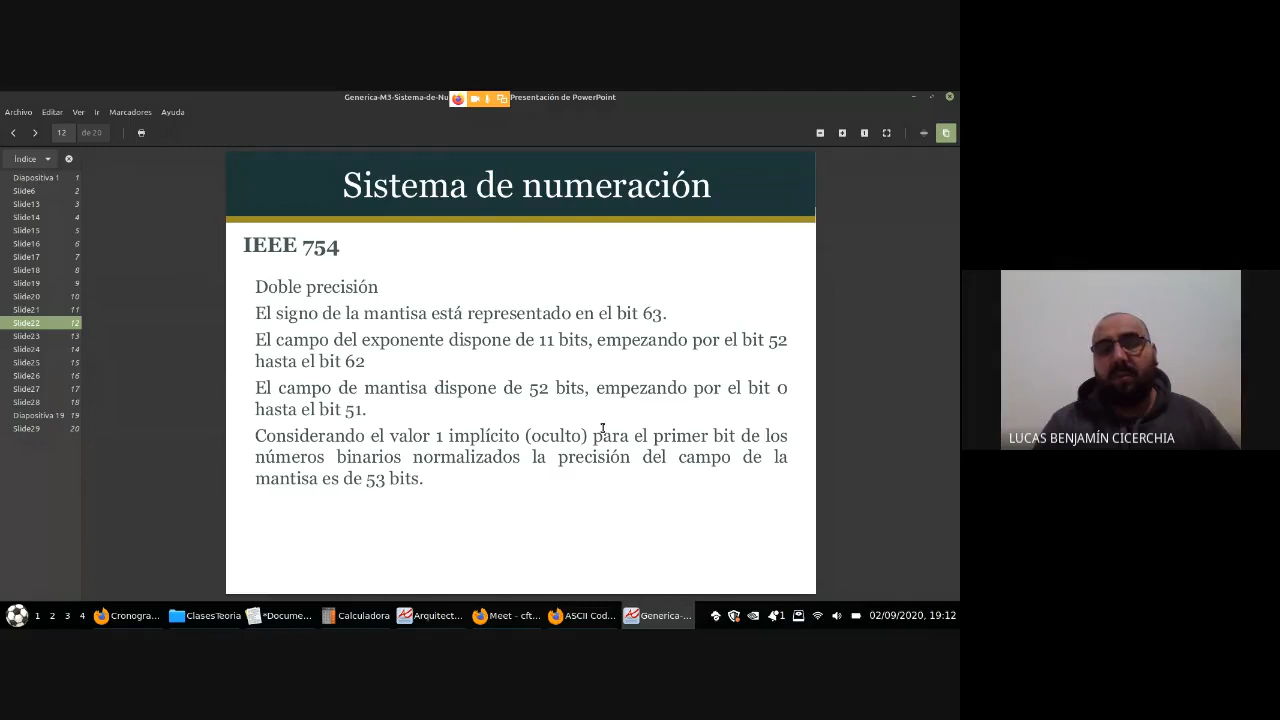 Generica-M3-Sistema-de-Nu Presentación de PowerPoint
Archivo Editar Ver Ir Marcadores Ayuda
12 de 20
Índice
Diapositiva 1 1
Slide6 2
Slide13 3
Slide14 4
Slide15 5
Slide16 6
Slide17 7
Slide18 8
Slide19 9
Slide20 10
Slide21 11
Slide22 12
Slide23 13
Slide24 14
Slide25 15
Slide26 16
Slide27 17
Slide28 18
Diapositiva 19 19
Slide29 20
Sistema de numeración
IEEE 754
Doble precisión
El signo de la mantisa está representado en el bit 63.
El campo del exponente dispone de 11 bits, empezando por el bit 52
hasta el bit 62
El campo de mantisa dispone de 52 bits, empezando por el bit 0
hasta el bit 51.
Considerando el valor 1 implícito (oculto) para el primer bit de los
números binarios normalizados la precisión del campo de la
mantisa es de 53 bits.
LUCAS BENJAMÍN CICERCHIA
1 2 3 4 Cronogra... ClasesTeoria *Docume... Calculadora Arquitect... Meet - cft... ASCII Cod... Generica-... 1 02/09/2020, 19:12